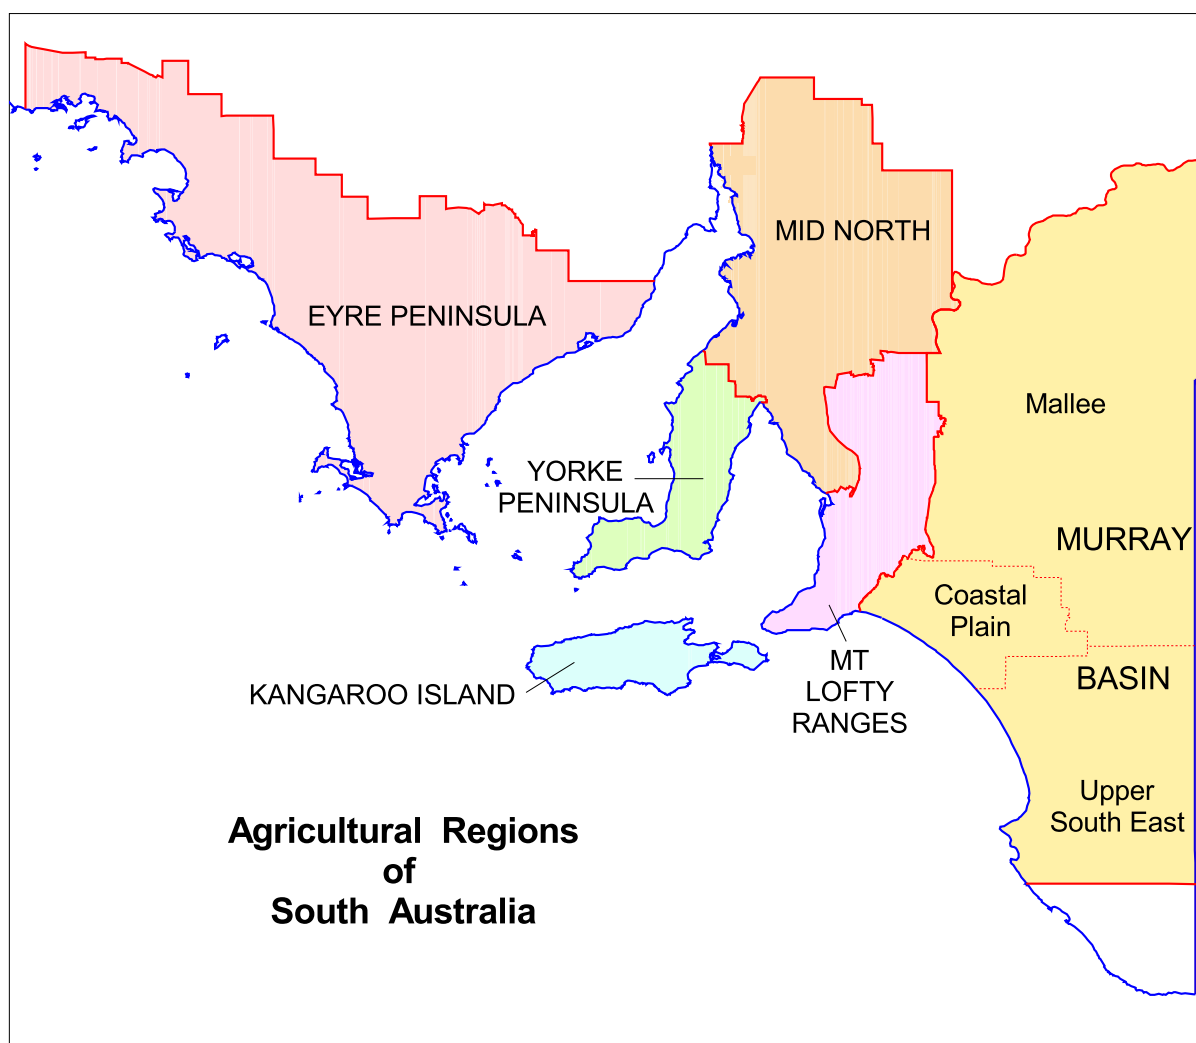 MID NORTH
EYRE PENINSULA
Mallee
YORKE
PENINSULA
MURRAY
Coastal
Plain
MT
LOFTY
RANGES
BASIN
KANGAROO ISLAND
Upper
South East
Agricultural Regions
of
South Australia